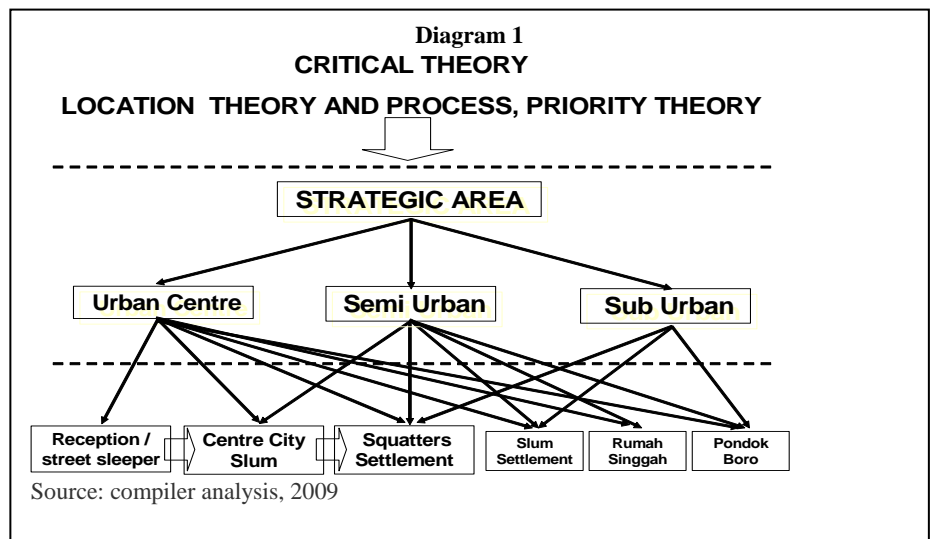 Diagram 1
CRITICAL THEORY
LOCATION THEORY AND PROCESS, PRIORITY THEORY
STRATEGIC AREA
Urban Centre
Semi Urban
Sub Urban
Reception /
street sleeper
Centre City
Slum
Squatters
Settlement
Slum
Settlement
Rumah
Singgah
Pondok
Boro
Source: compiler analysis, 2009